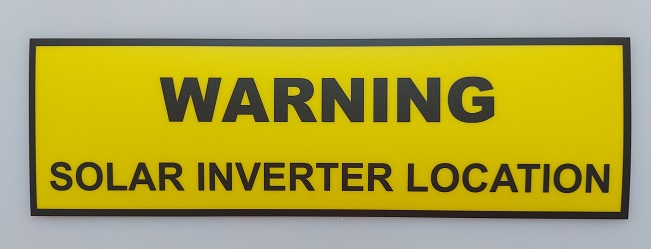 WARNING
SOLAR INVERTER LOCATION